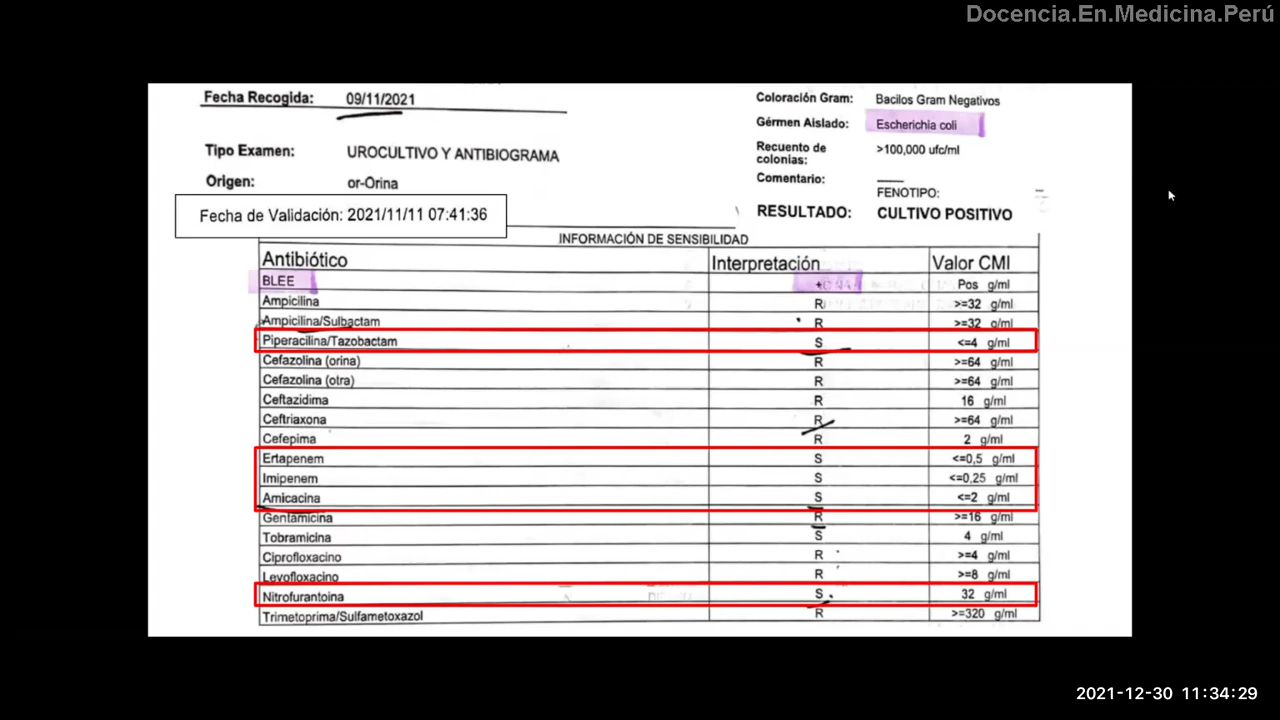 Docencia.En.Medicina.Perú
Fecha Recogida: 09/11/2021
Tipo Examen: UROCULTIVO Y ANTIBIOGRAMA
Origen: or-Orina
Fecha de Validación: 2021/11/11 07:41:36
Coloración Gram: Bacilos Gram Negativos
Gérmen Aislado: Escherichia coli
Recuento de colonias: >100,000 ufc/ml
Comentario:
FENOTIPO:
RESULTADO: CULTIVO POSITIVO
INFORMACIÓN DE SENSIBILIDAD
Antibiótico Interpretación Valor CMI
BLEE + Pos g/ml
Ampicilina R >=32 g/ml
Ampicilina/Sulbactam R >=32 g/ml
Piperacilina/Tazobactam S <=4 g/ml
Cefazolina (orina) R >=64 g/ml
Cefazolina (otra) R >=64 g/ml
Ceftazidima R 16 g/ml
Ceftriaxona R >=64 g/ml
Cefepima R 2 g/ml
Ertapenem S <=0,5 g/ml
Imipenem S <=0,25 g/ml
Amicacina S <=2 g/ml
Gentamicina R >=16 g/ml
Tobramicina S 4 g/ml
Ciprofloxacino R >=4 g/ml
Levofloxacino R >=8 g/ml
Nitrofurantoina S 32 g/ml
Trimetoprima/Sulfametoxazol R >=320 g/ml
2021-12-30 11:34:29